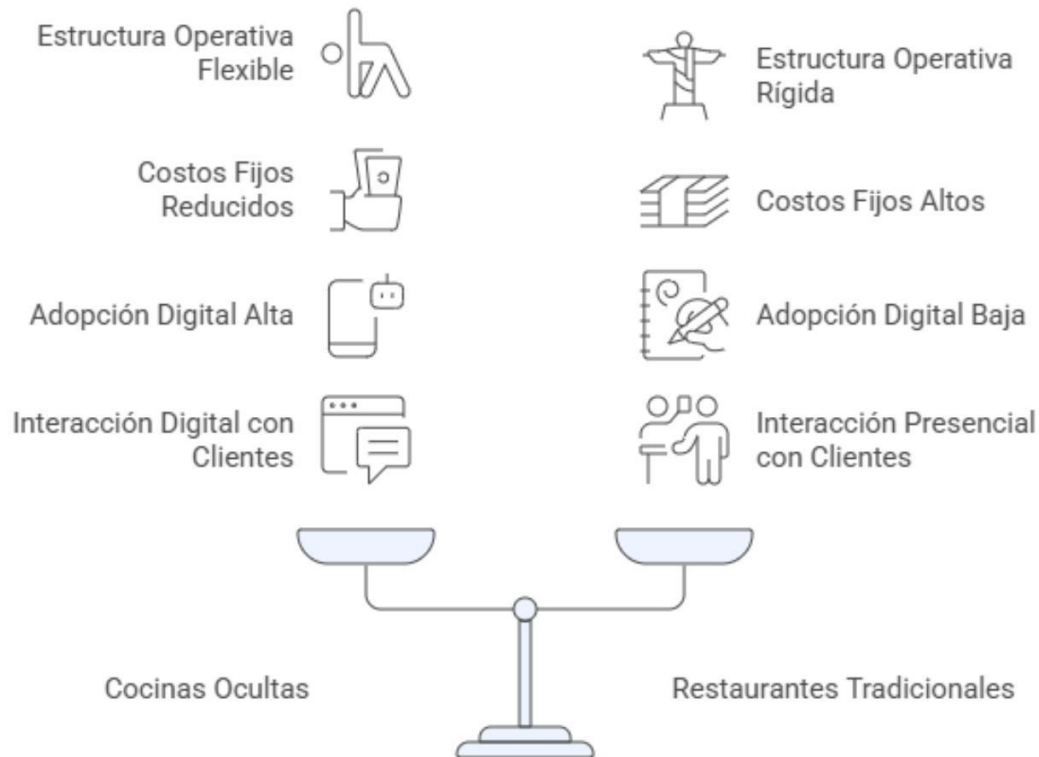 Estructura Operativa
Flexible
Estructura Operativa
Rígida
Costos Fijos
Reducidos
Costos Fijos Altos
Adopción Digital Alta
Adopción Digital Baja
Interacción Digital con
Clientes
Interacción Presencial
con Clientes
Cocinas Ocultas
Restaurantes Tradicionales